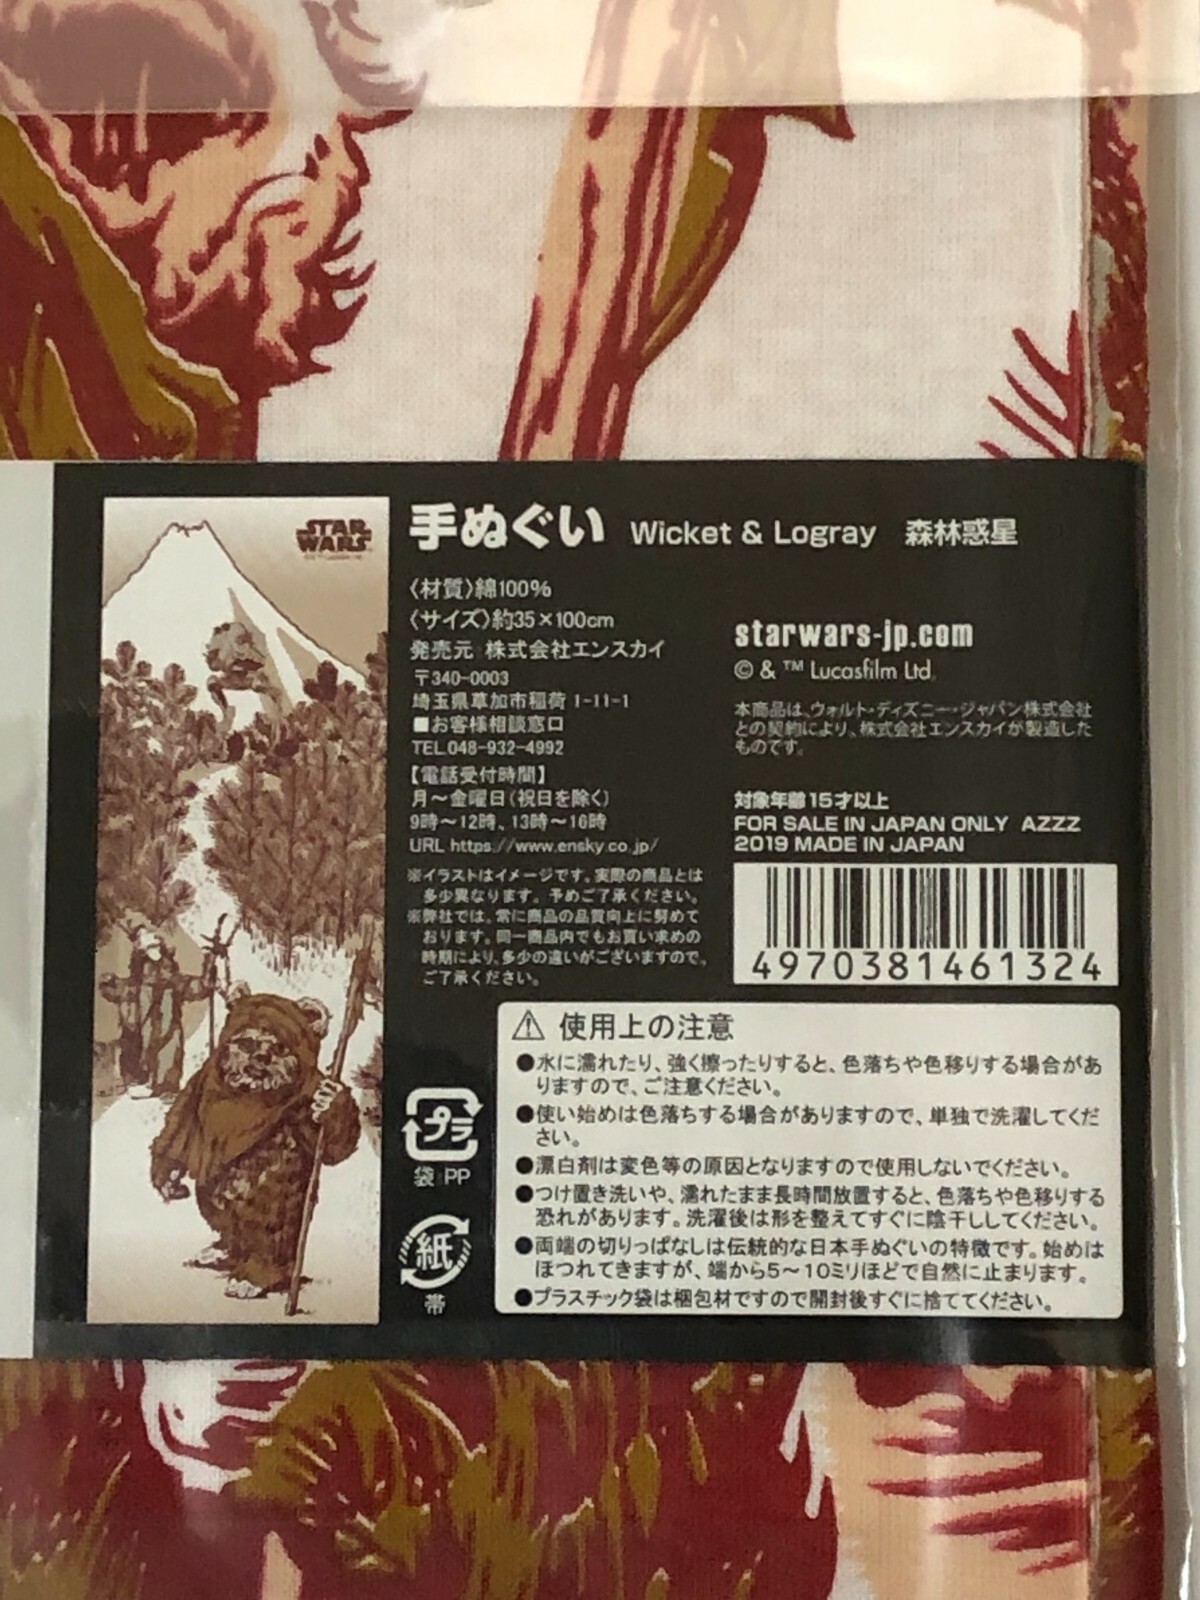 STAR
WARS
手ぬぐい Wicket & Logray 森林惑星
〈材質〉綿100%
〈サイズ〉約35×100cm
発売元 株式会社エンスカイ
〒340-0003
埼玉県草加市稲荷 1-11-1
■お客様相談窓口
TEL.048-932-4992
【電話受付時間】
月～金曜日(祝日を除く)
9時～12時、13時～16時
URL https://www.ensky.co.jp/
※イラストはイメージです。実際の商品とは
多少異なります。予めご了承ください。
※弊社では、常に商品の品質向上に努めて
おります。同一商品内でもお買い求めの
時期により、多少の違いがございますので、
ご了承ください。
starwars-jp.com
© & ™ Lucasfilm Ltd.
本商品は、ウォルト・ディズニー・ジャパン株式会社
との契約により、株式会社エンスカイが製造した
ものです。
対象年齢15才以上
FOR SALE IN JAPAN ONLY AZZZ
2019 MADE IN JAPAN
4970381461324
プラ
袋 PP
紙
帯
⚠ 使用上の注意
●水に濡れたり、強く擦ったりすると、色落ちや色移りする場合があ
りますので、ご注意ください。
●使い始めは色落ちする場合がありますので、単独で洗濯してくだ
さい。
●漂白剤は変色等の原因となりますので使用しないでください。
●つけ置き洗いや、濡れたまま長時間放置すると、色落ちや色移りする
恐れがあります。洗濯後は形を整えてすぐに陰干ししてください。
●両端の切りっぱなしは伝統的な日本手ぬぐいの特徴です。始めは
ほつれてきますが、端から5～10ミリほどで自然に止まります。
●プラスチック袋は梱包材ですので開封後すぐに捨ててください。